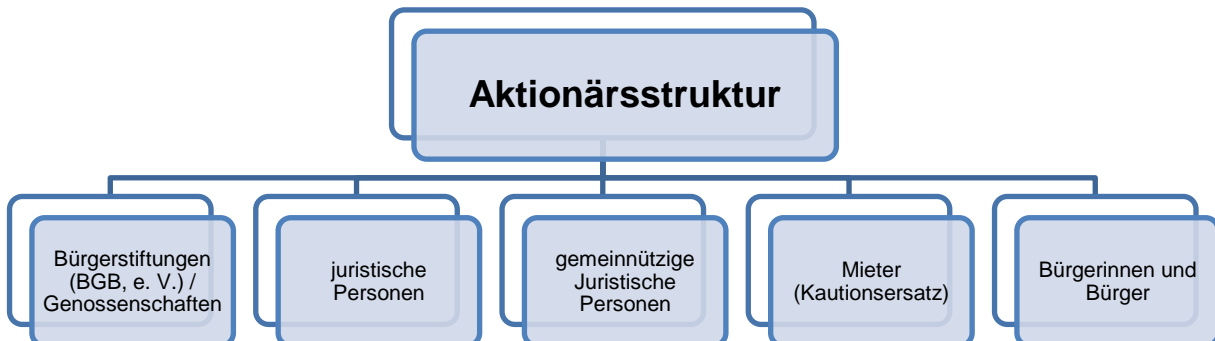 Aktionärsstruktur
Bürgerstiftungen
(BGB, e. V.) /
Genossenschaften
juristische
Personen
gemeinnützige
Juristische
Personen
Mieter
(Kautionsersatz)
Bürgerinnen und
Bürger